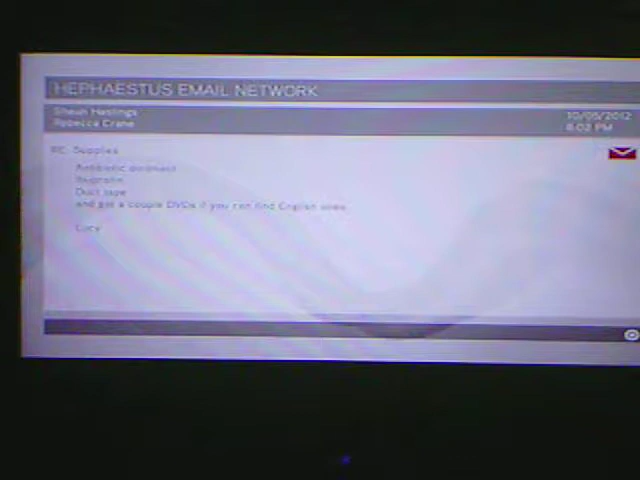 HEPHAESTUS EMAIL NETWORK
Shaun Hastings
Rebecca Crane
10/05/2012
6:02 PM
RE: Supplies
Antibiotic ointment
Ibuprofin
Duct tape
and get a couple DVDs if you can find English ones
Lucy